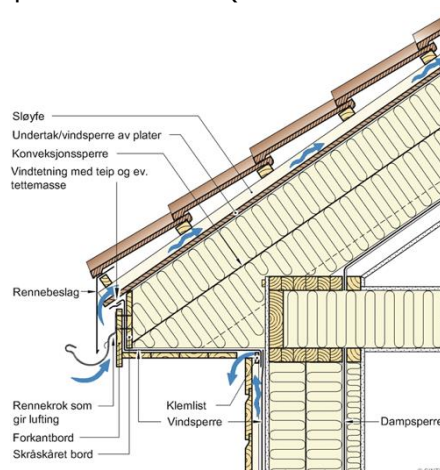 Sløyfe
Undertak/vindsperre av plater
Konveksjonssperre
Vindtetning med teip og ev.
tettemasse
Rennebeslag
Rennekrok som
gir lufting
Forkantbord
Skråskåret bord
Klemlist
Vindsperre
Dampsperre